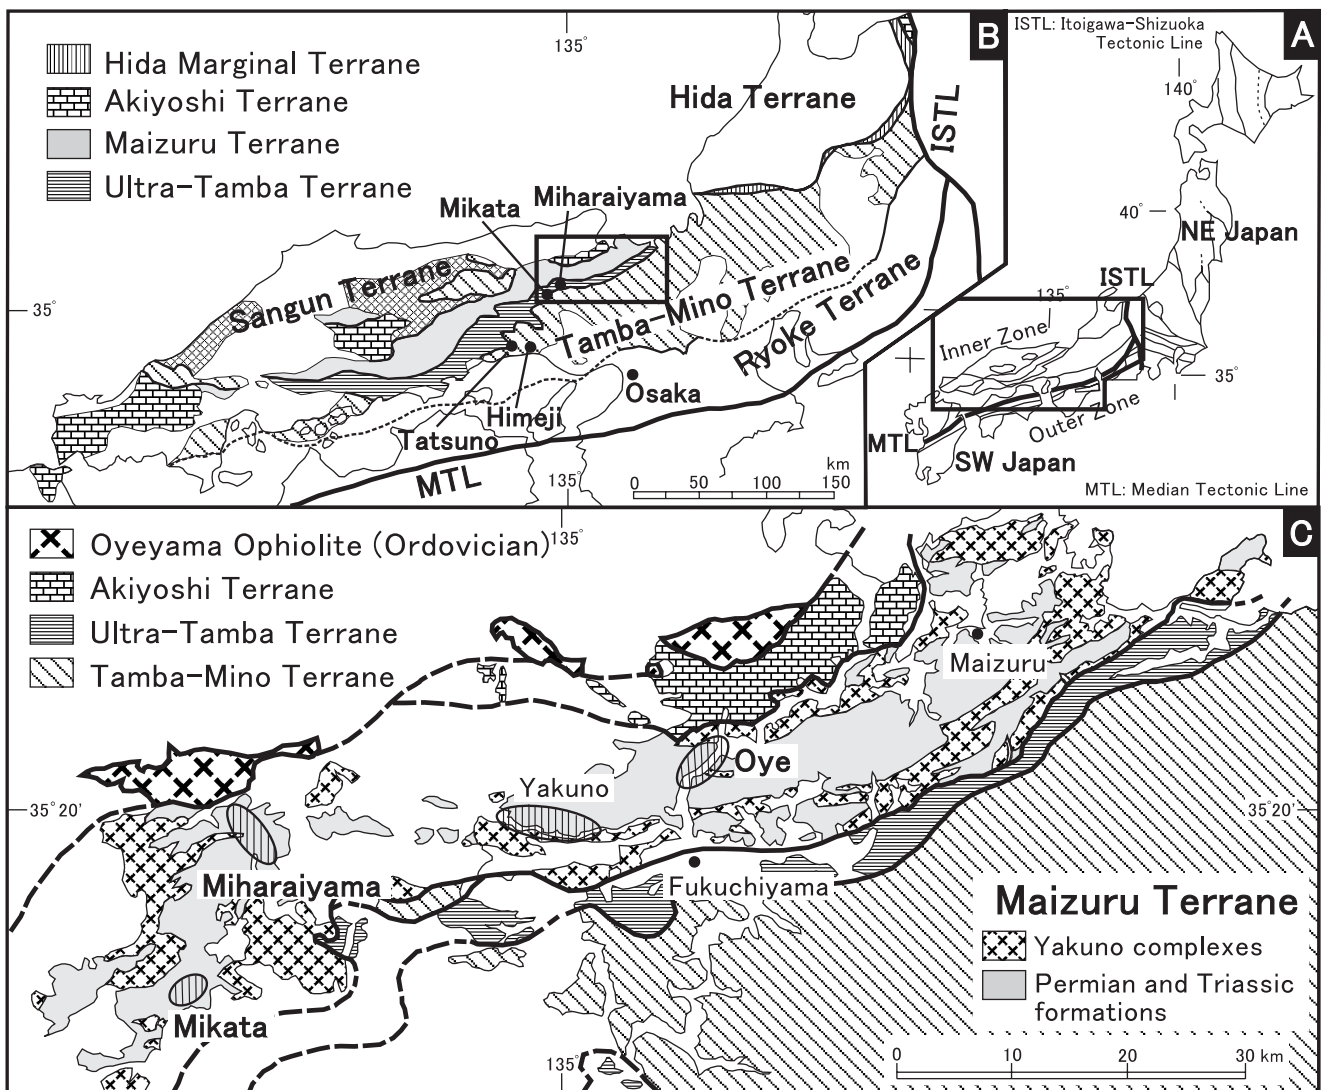 Hida Marginal Terrane
Akiyoshi Terrane
Maizuru Terrane
Ultra-Tamba Terrane
135°
B
Hida Terrane
ISTL
Mikata
Miharaiyama
Sangun Terrane
35°
Tamba-Mino Terrane
Ryoke Terrane
Osaka
Himeji
Tatsuno
MTL
135°
km
0 50 100 150
ISTL: Itoigawa-Shizuoka
Tectonic Line
A
140°
40°
NE Japan
ISTL
135°
Inner Zone
35°
Outer Zone
MTL
SW Japan
MTL: Median Tectonic Line
Oyeyama Ophiolite (Ordovician)
Akiyoshi Terrane
Ultra-Tamba Terrane
Tamba-Mino Terrane
135°
C
Maizuru
Oye
Yakuno
35°20'
35°20'
Miharaiyama
Fukuchiyama
Mikata
Maizuru Terrane
Yakuno complexes
Permian and Triassic
formations
135°
0 10 20 30 km